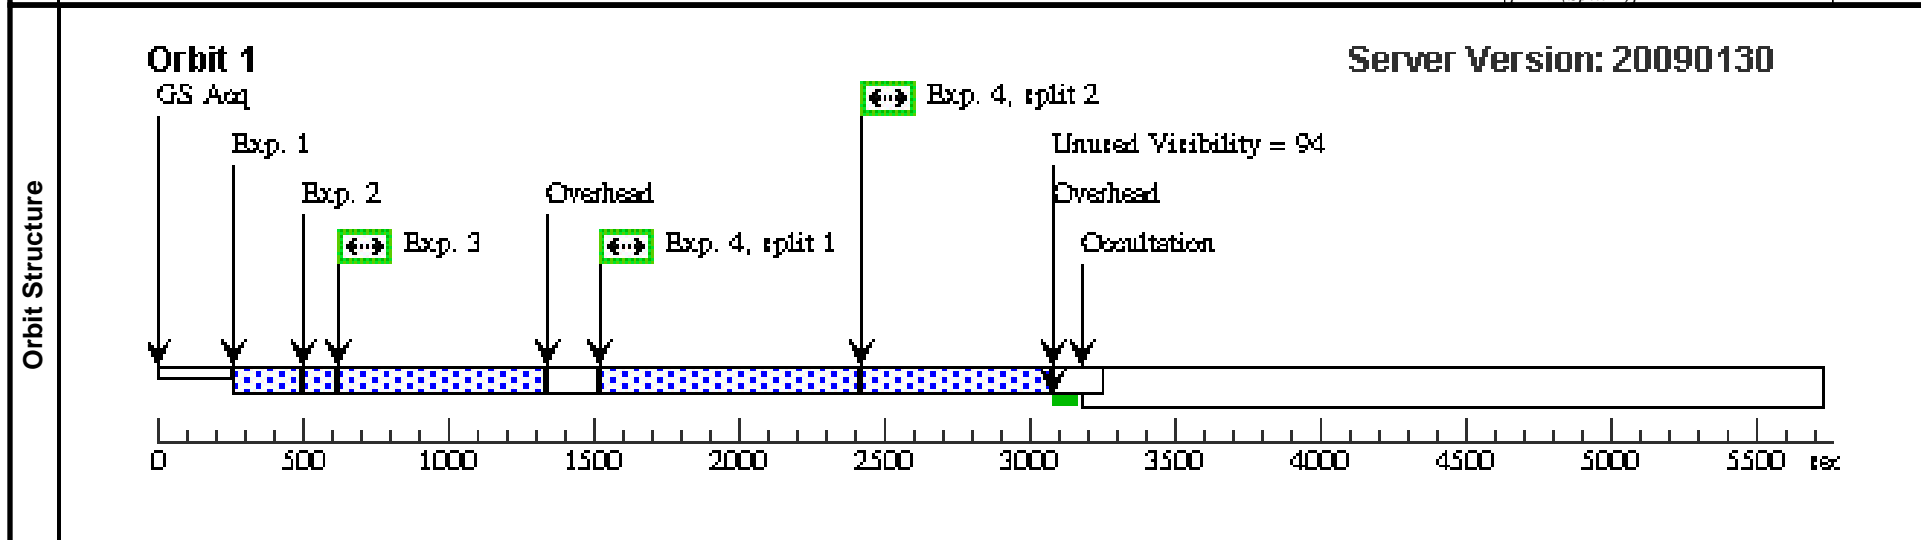 Orbit 1
Server Version: 20090130
GS Acq
Exp. 4, split 2
Exp. 1
Unused Visibility = 94
Exp. 2
Overhead
Overhead
Exp. 3
Exp. 4, split 1
Occultation
Orbit Structure
0 500 1000 1500 2000 2500 3000 3500 4000 4500 5000 5500 sec